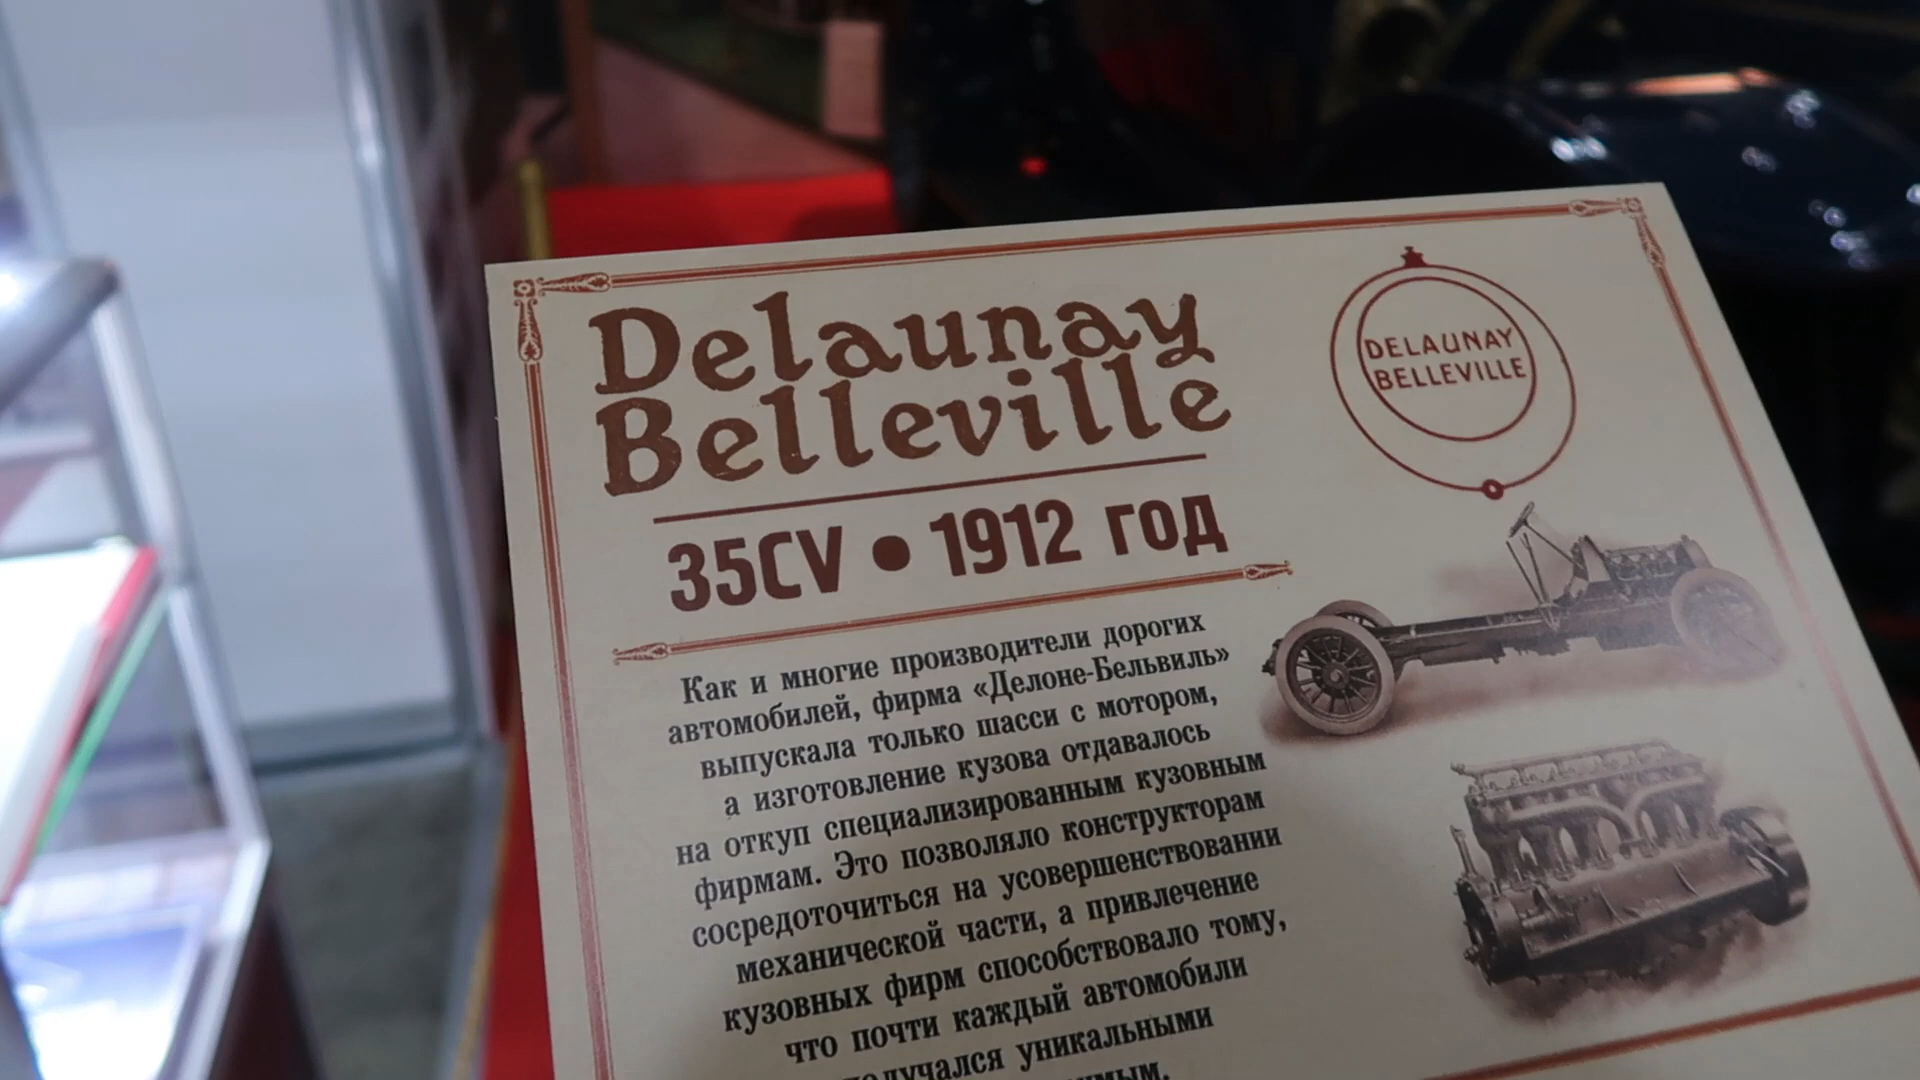 Delaunay
Belleville
35CV • 1912 год
DELAUNAY
BELLEVILLE
Как и многие производители дорогих
автомобилей, фирма «Делоне-Бельвиль»
выпускала только шасси с мотором,
а изготовление кузова отдавалось
на откуп специализированным кузовным
фирмам. Это позволяло конструкторам
сосредоточиться на усовершенствовании
механической части, а привлечение
кузовных фирм способствовало тому,
что почти каждый автомобили
уникальными